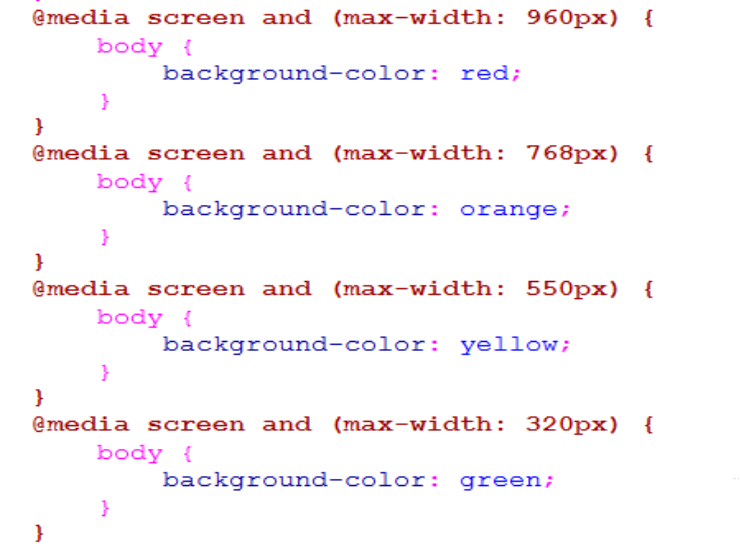 @media screen and (max-width: 960px) {
body {
background-color: red;
}
}
@media screen and (max-width: 768px) {
body {
background-color: orange;
}
}
@media screen and (max-width: 550px) {
body {
background-color: yellow;
}
}
@media screen and (max-width: 320px) {
body {
background-color: green;
}
}